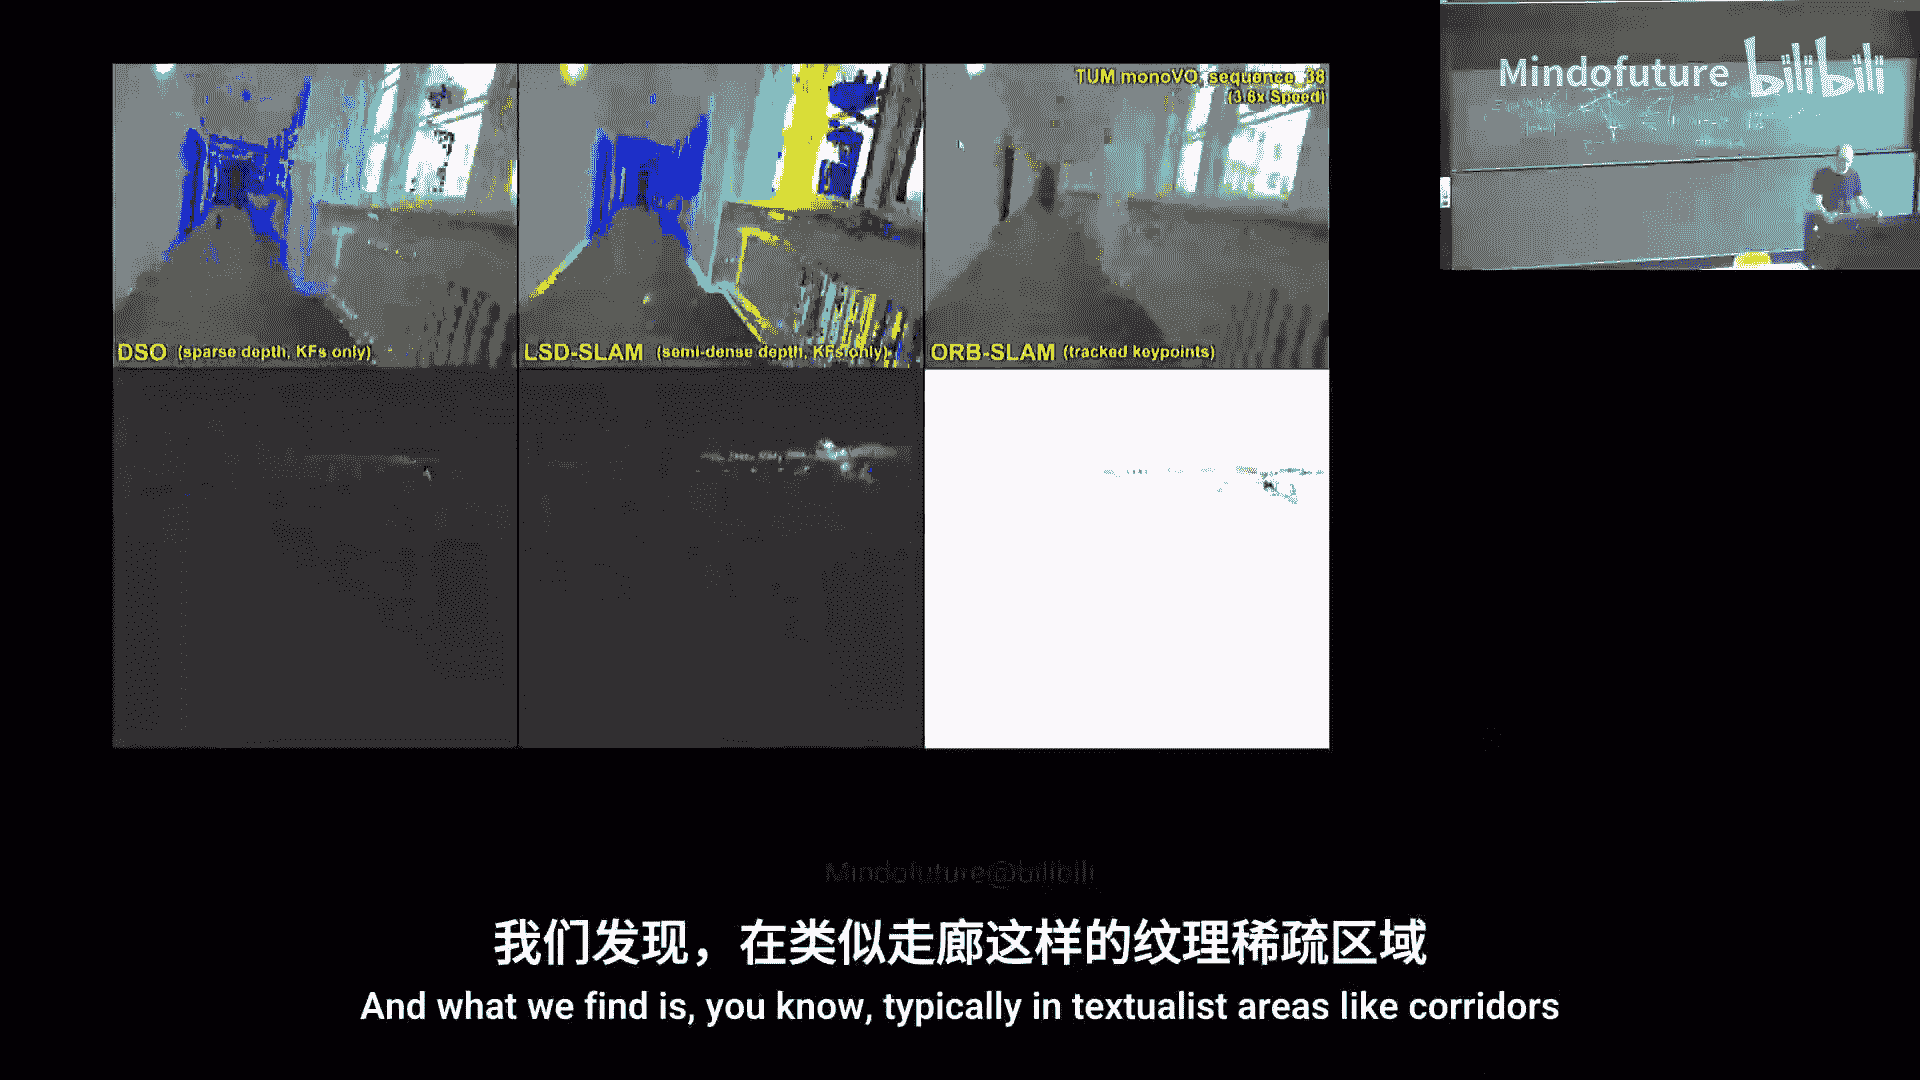 TUM monoVO, sequence 38
(3.6x Speed)
Mindofuture bilibili
DSO (sparse depth, KFs only)
LSD-SLAM (semi-dense depth, KFs only)
ORB-SLAM (tracked keypoints)
Mindofuture@bilibili
我们发现，在类似走廊这样的纹理稀疏区域
And what we find is, you know, typically in textualist areas like corridors